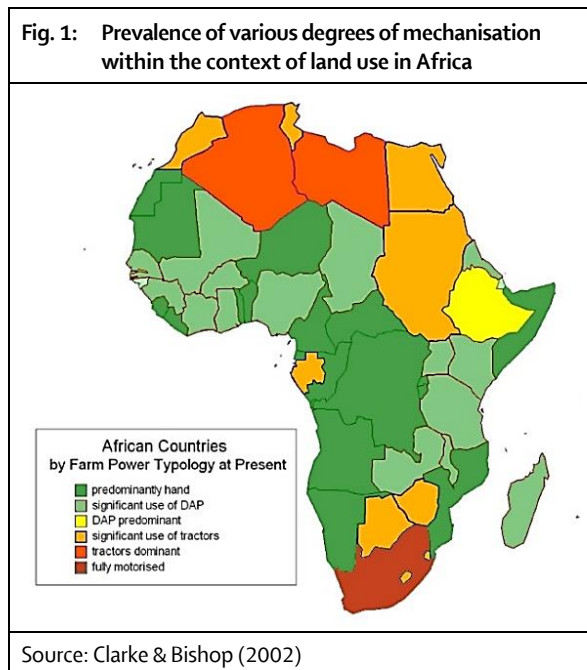 Fig. 1: Prevalence of various degrees of mechanisation
within the context of land use in Africa
African Countries
by Farm Power Typology at Present
predominantly hand
significant use of DAP
DAP predominant
significant use of tractors
tractors dominant
fully motorised
Source: Clarke & Bishop (2002)